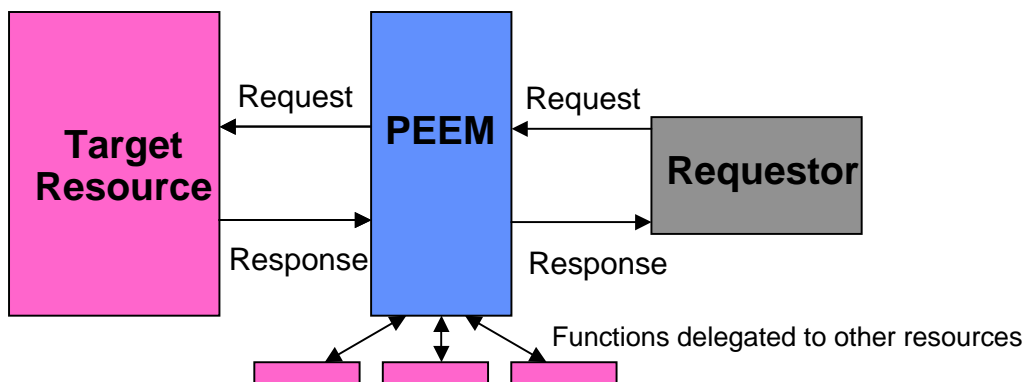 Request
Request
PEEM
Target
Resource
Requestor
Response
Response
Functions delegated to other resources